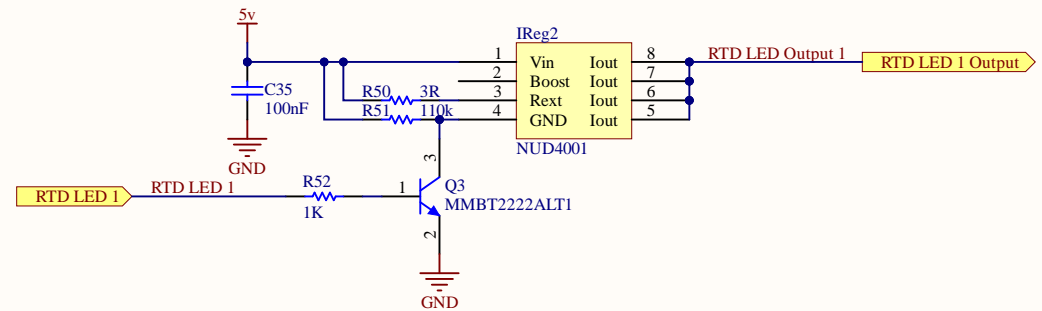 5v
IReg2
1 Vin Iout 8
2 Boost Iout 7
3 Rext Iout 6
4 GND Iout 5
NUD4001
RTD LED Output 1
RTD LED 1 Output
C35
100nF
GND
R50 3R
R51 110k
RTD LED 1
RTD LED 1
R52
1K
3
1
2
Q3
MMBT2222ALT1
GND